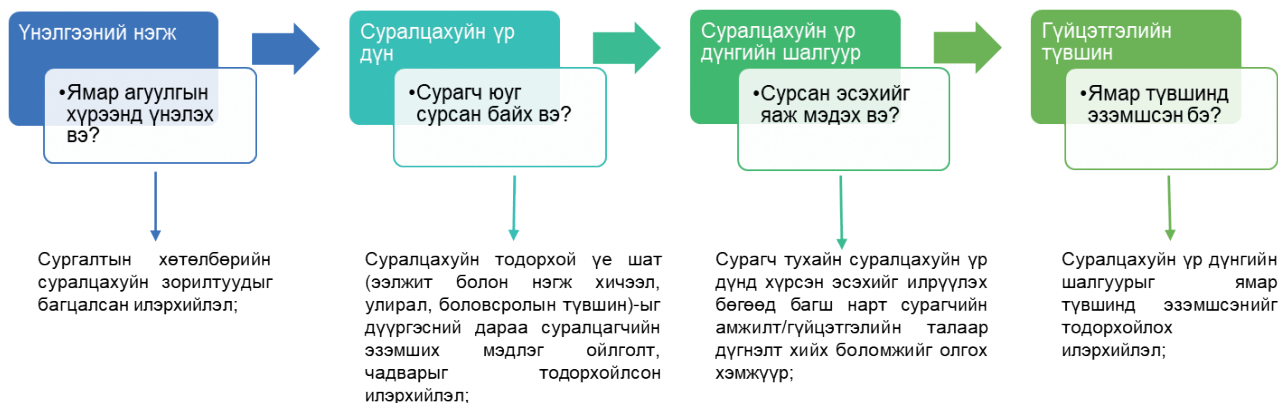 Үнэлгээний нэгж
•Ямар агуулгын
хүрээнд үнэлэх
вэ?
Сургалтын хөтөлбөрийн
суралцахуйн зорилтуудыг
багцалсан илэрхийлэл;
Суралцахуйн үр
дүн
•Сурагч юуг
сурсан байх вэ?
Суралцахуйн тодорхой үе шат
(ээлжит болон нэгж хичээл,
улирал, боловсролын түвшин)-ыг
дүүргэсний дараа суралцагчийн
эзэмших мэдлэг ойлголт,
чадварыг тодорхойлсон
илэрхийлэл;
Суралцахуйн үр
дүнгийн шалгуур
•Сурсан эсэхийг
яаж мэдэх вэ?
Сурагч тухайн суралцахуйн үр
дүнд хүрсэн эсэхийг илрүүлэх
бөгөөд багш нарт сурагчийн
амжилт/гүйцэтгэлийн талаар
дүгнэлт хийх боломжийг олгох
хэмжүүр;
Гүйцэтгэлийн
түвшин
•Ямар түвшинд
эзэмшсэн бэ?
Суралцахуйн үр дүнгийн
шалгуурыг ямар
түвшинд эзэмшсэнийг
тодорхойлох
илэрхийлэл;